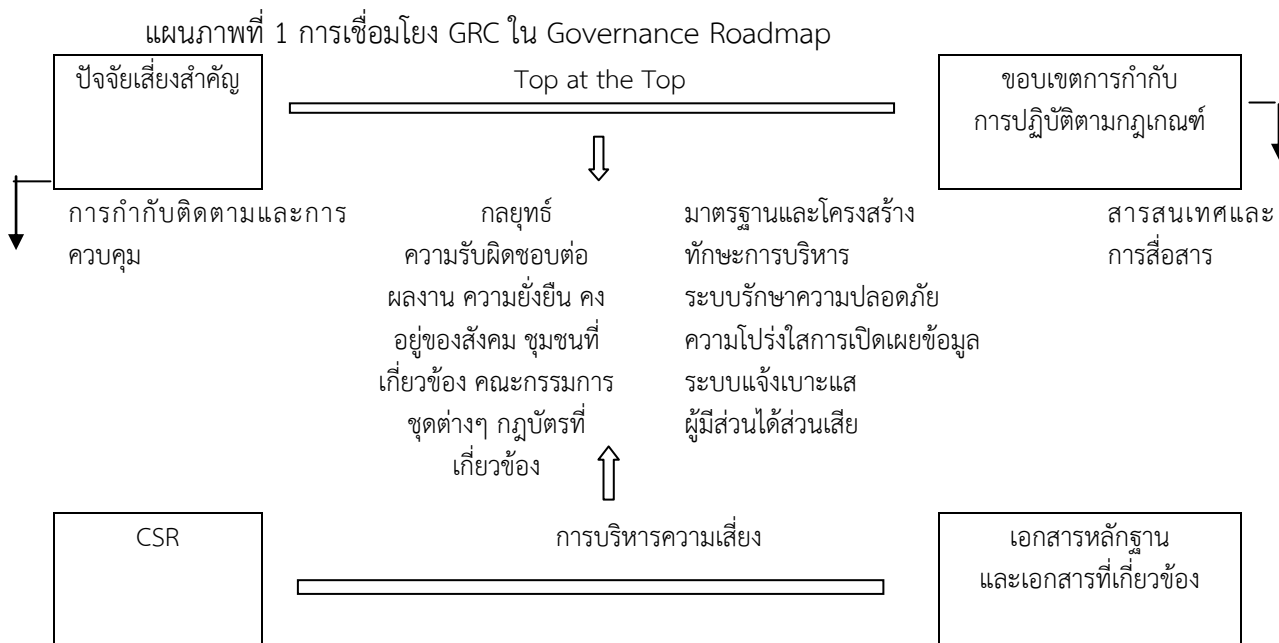 แผนภาพที่ 1 การเชื่อมโยง GRC ใน Governance Roadmap
ปัจจัยเสี่ยงสำคัญ
Top at the Top
ขอบเขตการกำกับ
การปฏิบัติตามกฎเกณฑ์
การกำกับติดตามและการ
ควบคุม
กลยุทธ์
ความรับผิดชอบต่อ
ผลงาน ความยั่งยืน คง
อยู่ของสังคม ชุมชนที่
เกี่ยวข้อง คณะกรรมการ
ชุดต่างๆ กฎบัตรที่
เกี่ยวข้อง
มาตรฐานและโครงสร้าง
ทักษะการบริหาร
ระบบรักษาความปลอดภัย
ความโปร่งใสการเปิดเผยข้อมูล
ระบบแจ้งเบาะแส
ผู้มีส่วนได้ส่วนเสีย
สารสนเทศและ
การสื่อสาร
CSR
การบริหารความเสี่ยง
เอกสารหลักฐาน
และเอกสารที่เกี่ยวข้อง